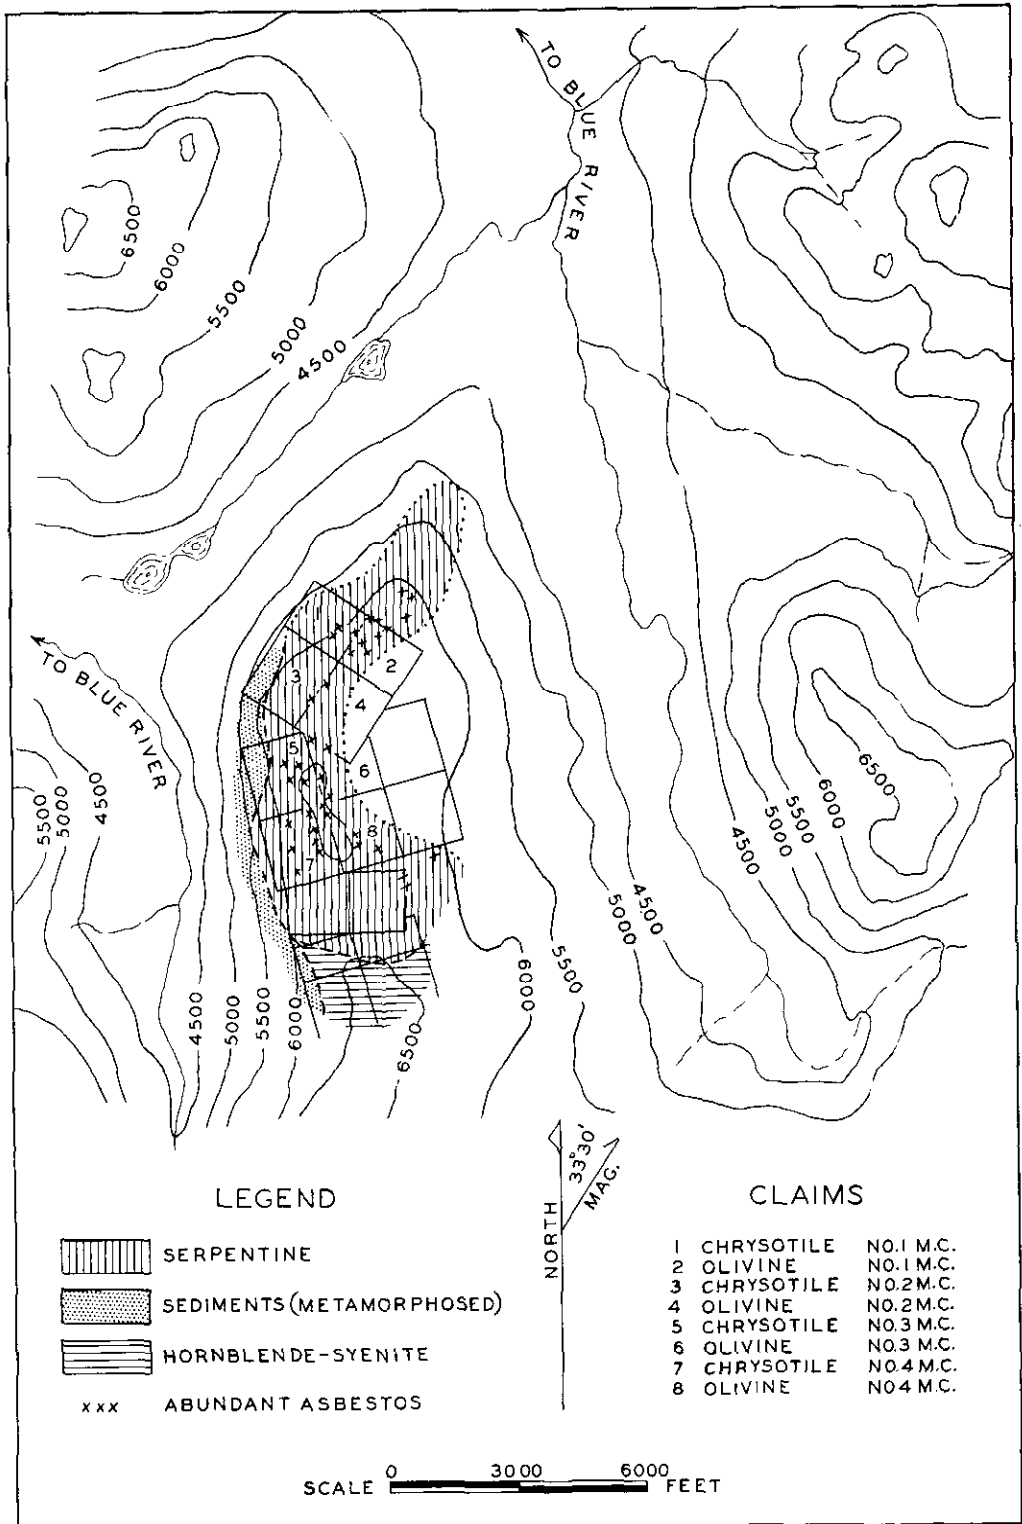 TO BLUE RIVER
6500
6000
5500
5000
4500
TO BLUE RIVER
5500
5000
4500
1
2
3
4
5
6
7
8
6500
6000
5500
5000
4500
4500
5000
5500
6000
6500
6000
5500
5000
4500
NORTH
33°30'
MAG.
LEGEND
SERPENTINE
SEDIMENTS (METAMORPHOSED)
HORNBLENDE-SYENITE
xxx ABUNDANT ASBESTOS
CLAIMS
1 CHRYSOTILE NO.1 M.C.
2 OLIVINE NO.1 M.C.
3 CHRYSOTILE NO.2 M.C.
4 OLIVINE NO.2 M.C.
5 CHRYSOTILE NO.3 M.C.
6 OLIVINE NO.3 M.C.
7 CHRYSOTILE NO.4 M.C.
8 OLIVINE NO4 M.C.
0 3000 6000
SCALE FEET